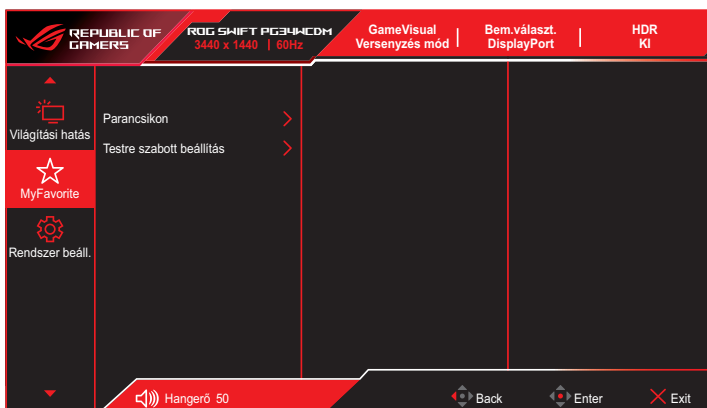 REPUBLIC OF
GAMERS
ROG SWIFT PG34WCDM
3440 x 1440 | 60Hz
GameVisual
Versenyzés mód
Bem.választ.
DisplayPort
HDR
KI
Világítási hatás
MyFavorite
Rendszer beáll.
Parancsikon
Testre szabott beállítás
Hangerő 50
Back
Enter
Exit